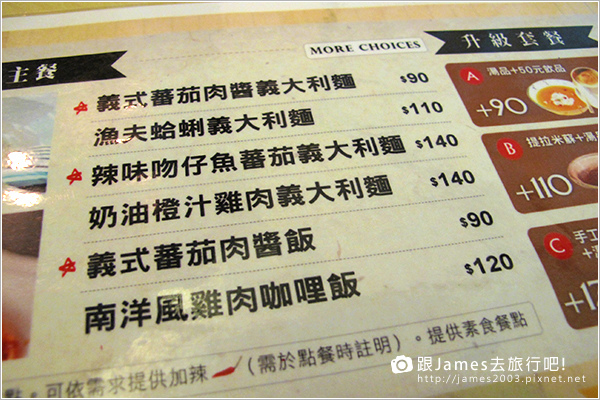 主餐
MORE CHOICES
升級套餐
義式蕃茄肉醬義大利麵 $90
漁夫蛤蜊義大利麵 $110
辣味吻仔魚蕃茄義大利麵 $140
奶油橙汁雞肉義大利麵 $140
義式蕃茄肉醬飯 $90
南洋風雞肉咖哩飯 $120
A 湯品+50元飲品
+90
B 提拉米蘇+湯
+110
C 手工
點。可依需求提供加辣 (需於點餐時註明)。提供素食餐點
跟James去旅行吧!
http://james2003.pixnet.net